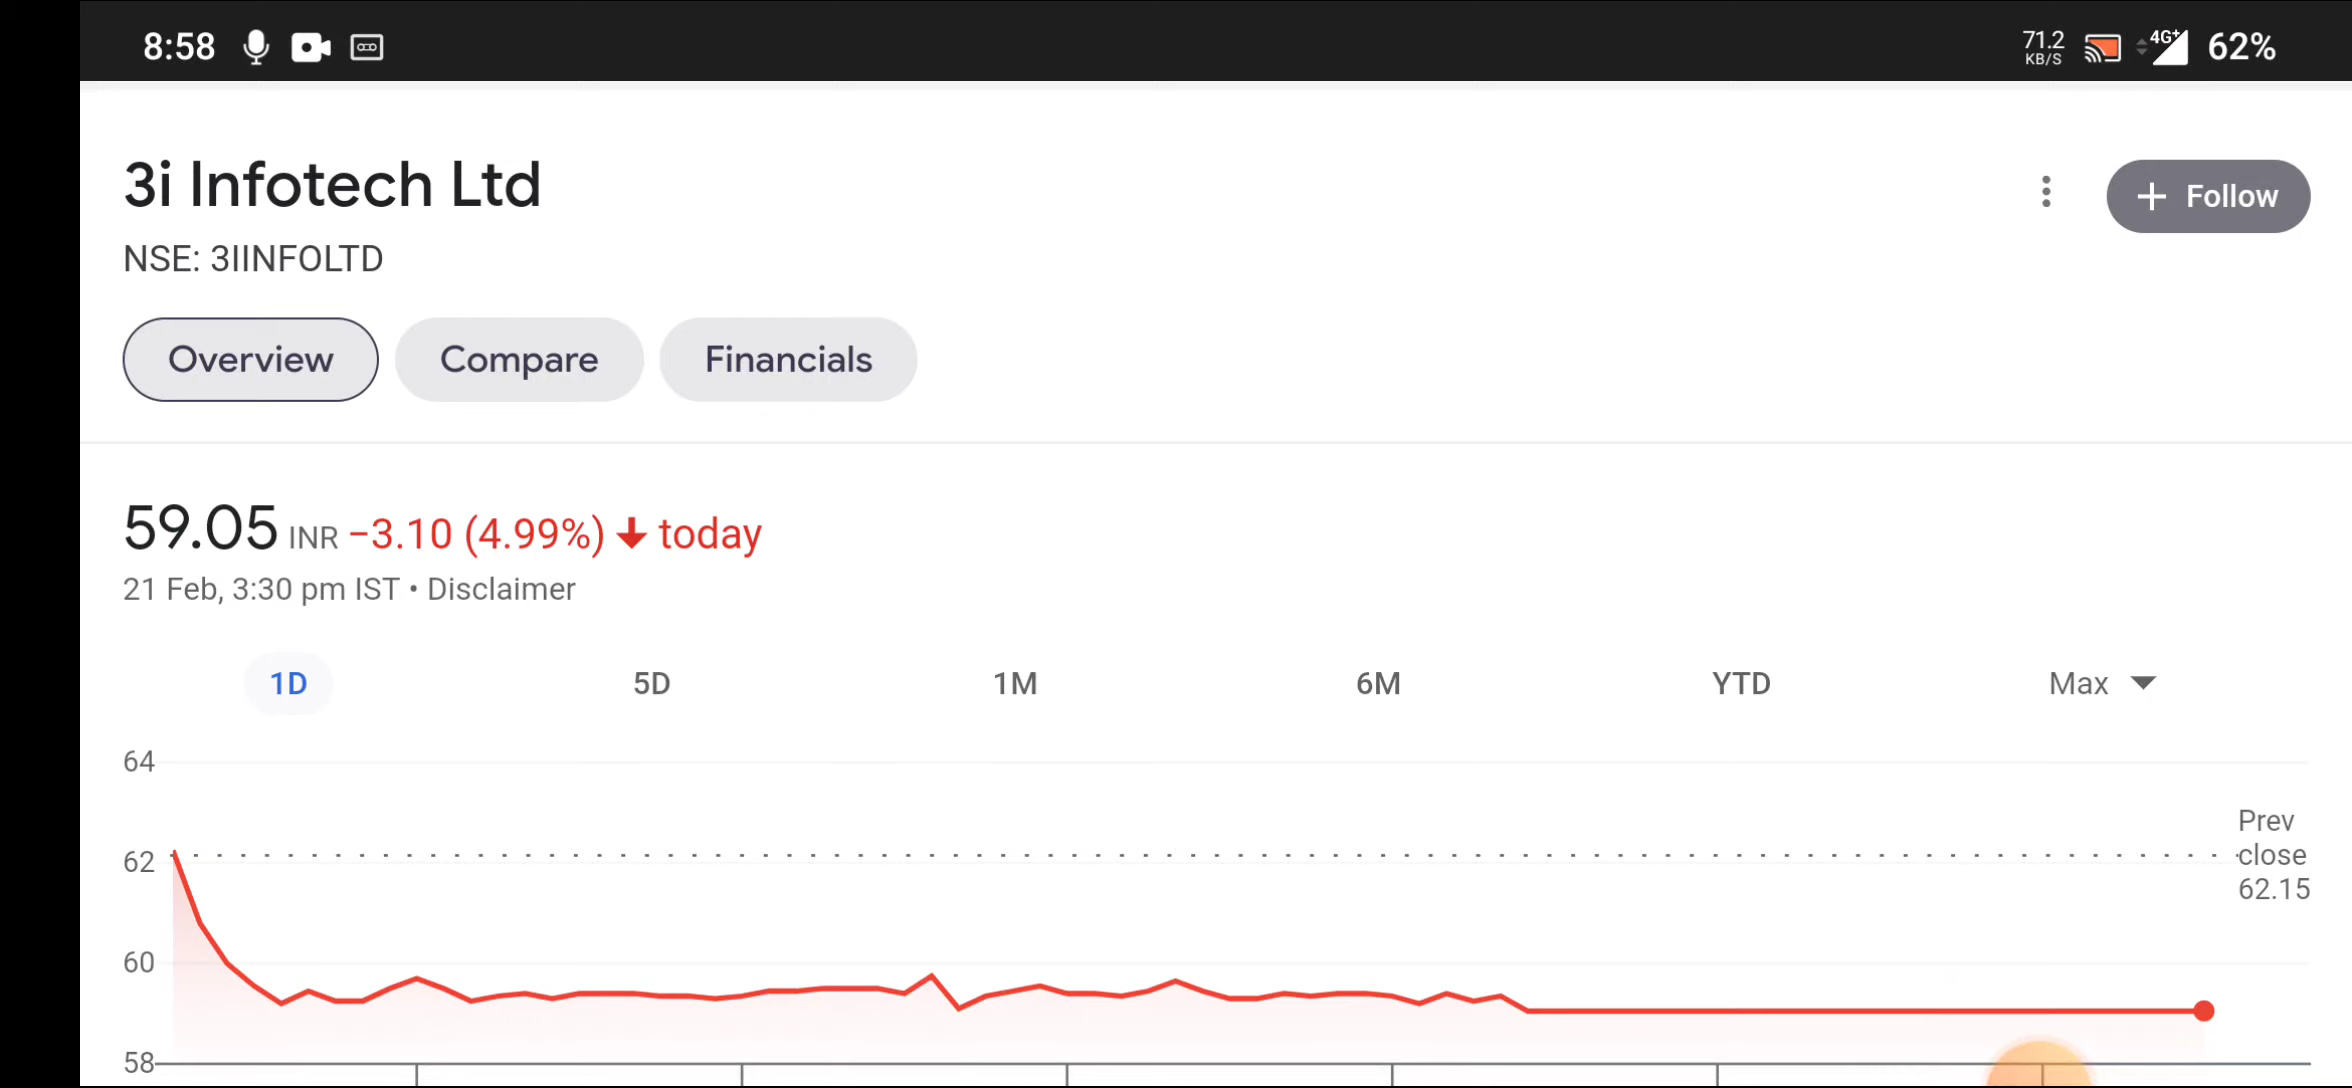 8:58 71.2 KB/S 4G+ 62%
3i Infotech Ltd
+ Follow
NSE: 3IINFOLTD
Overview Compare Financials
59.05 INR −3.10 (4.99%) ↓ today
21 Feb, 3:30 pm IST • Disclaimer
1D 5D 1M 6M YTD Max
64
Prev
62 close
62.15
60
58